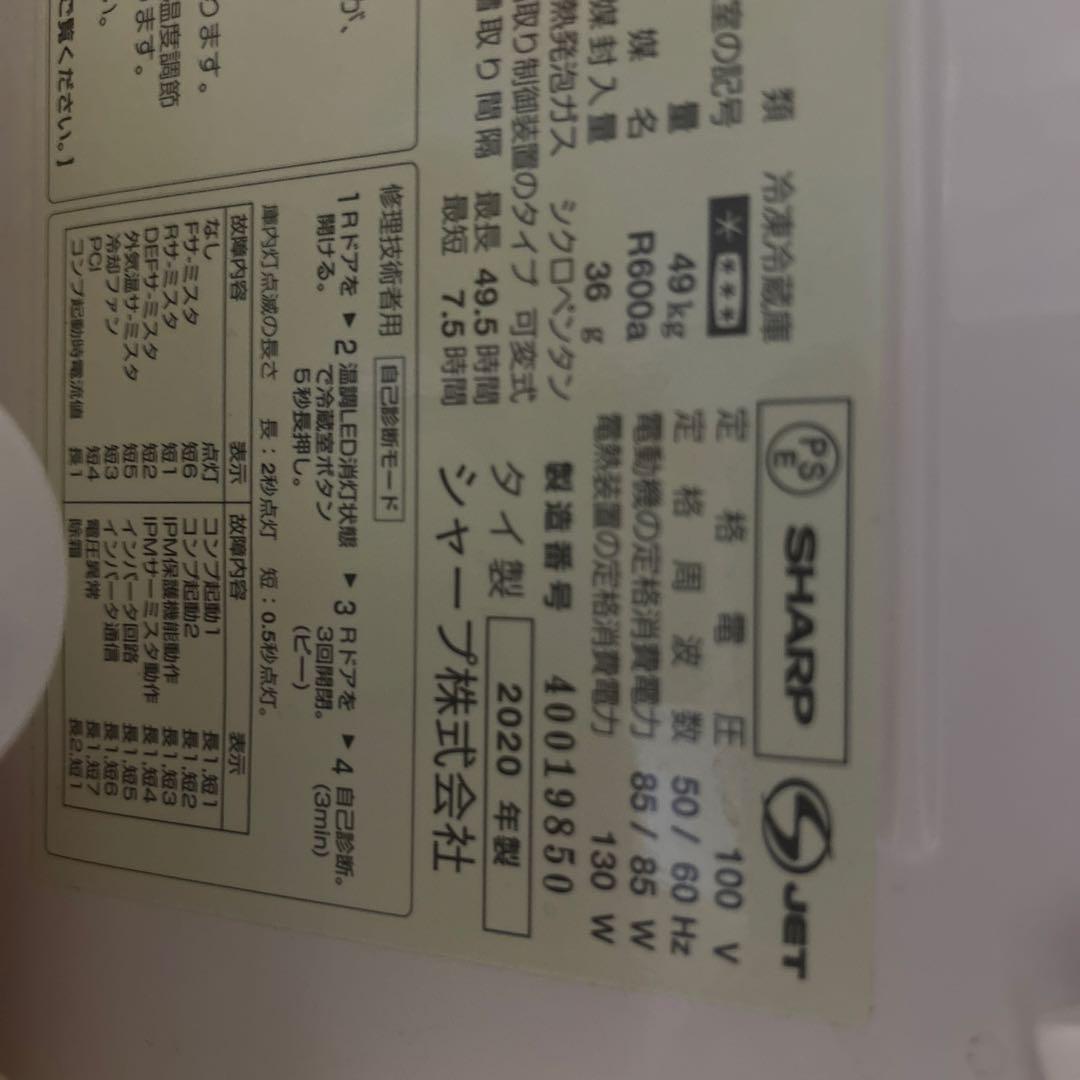 類 冷凍冷蔵庫
室の記号
量 49kg
媒 名 R600a
媒封入量 36 g
熱発泡ガス シクロペンタン
取り制御装置のタイプ 可変式
取り間隔 最長 49.5時間
最短 7.5時間
PSE SHARP JET
定格電圧 100 V
定格周波数 50/60 Hz
電動機の定格消費電力 85/85 W
電熱装置の定格消費電力 130 W
製造番号 40019850
タイ製 2020 年製
シャープ株式会社
が、
ります。
温度調節
ます。
い。
ご覧ください。】
修理技術者用 自己診断モード
1 Rドアを開ける。 ▶ 2 温調LED消灯状態で冷蔵室ボタン5秒長押し。 ▶ 3 Rドアを3回開閉。(ピー) ▶ 4 自己診断。(3min)
庫内灯点滅の長さ 長:2秒点灯 短:0.5秒点灯。
故障内容 表示 故障内容 表示
なし 点灯 コンプ起動1 長1,短1
Fサ-ミスタ 短6 コンプ起動2 長1,短2
Rサ-ミスタ 短1 IPM保護機能動作 長1,短3
DEFサ-ミスタ 短2 IPMサーミスタ動作 長1,短4
外気温サ-ミスタ 短5 インバータ回路 長1,短5
冷却ファン 短3 インバータ通信 長1,短6
PCI 短4 電圧異常 長1,短7
コンプ起動時電流値 長1 除霜 長2,短1